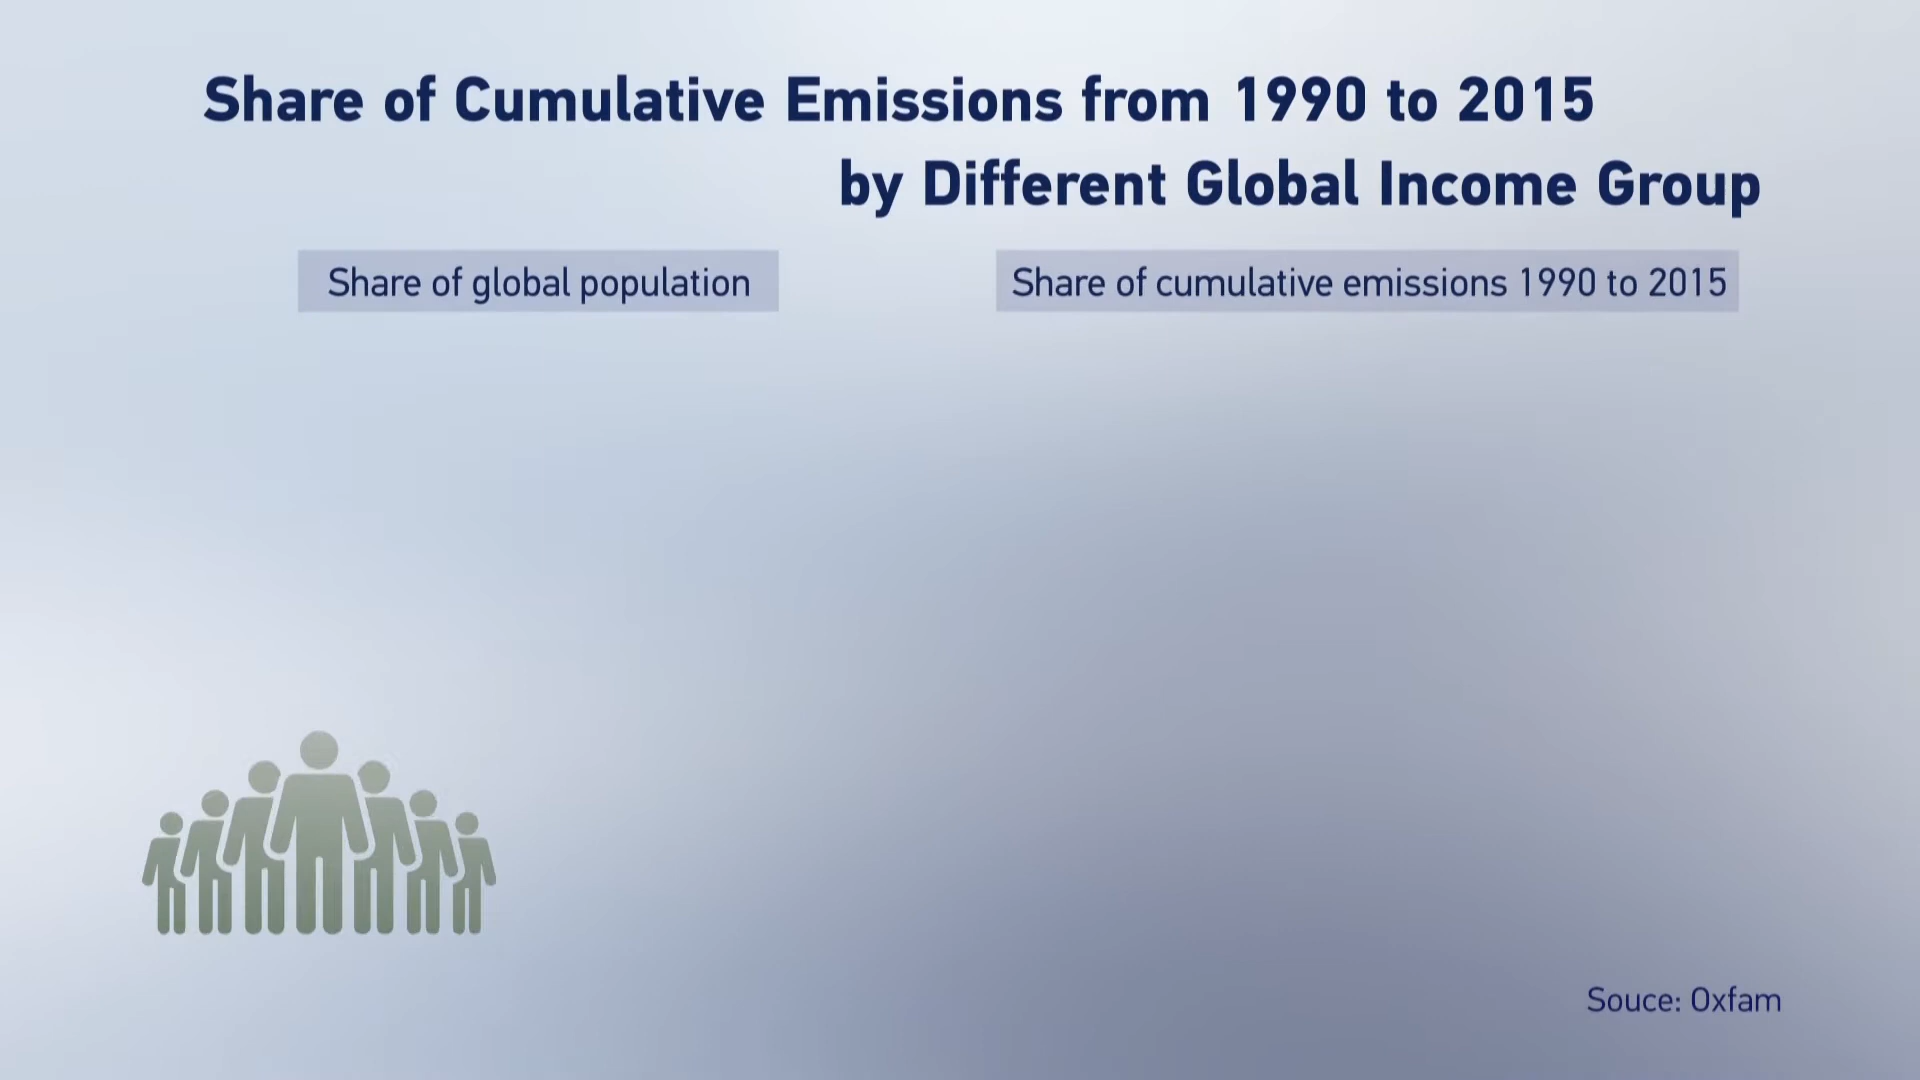 Share of Cumulative Emissions from 1990 to 2015
by Different Global Income Group
Share of global population
Share of cumulative emissions 1990 to 2015
Souce: Oxfam